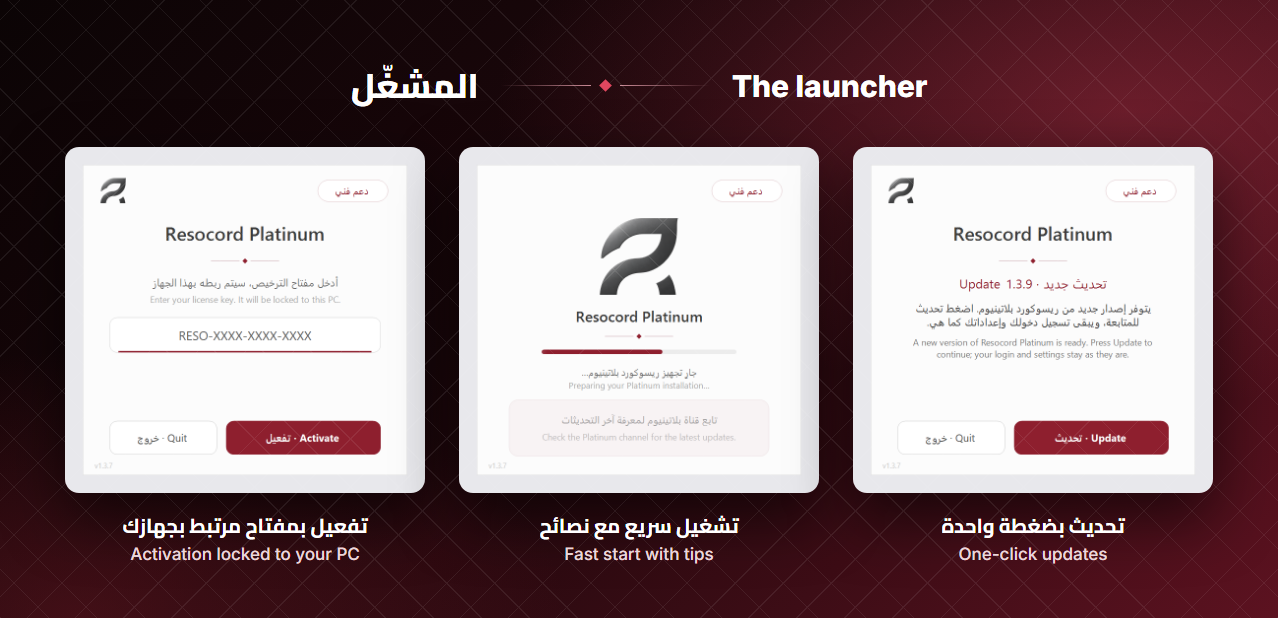 المشغّل
The launcher
دعم فني
Resocord Platinum
أدخل مفتاح الترخيص، سيتم ربطه بهذا الجهاز
Enter your license key. It will be locked to this PC.
RESO-XXXX-XXXX-XXXX
خروج · Quit
تفعيل · Activate
v1.3.7
تفعيل بمفتاح مرتبط بجهازك
Activation locked to your PC
دعم فني
Resocord Platinum
جارٍ تجهيز ريسوكورد بلاتينيوم...
Preparing your Platinum installation...
تابع قناة بلاتينيوم لمعرفة آخر التحديثات
Check the Platinum channel for the latest updates.
v1.3.7
تشغيل سريع مع نصائح
Fast start with tips
دعم فني
Resocord Platinum
Update 1.3.9 · تحديث جديد
يتوفر إصدار جديد من ريسوكورد بلاتينيوم. اضغط تحديث
للمتابعة، ويبقى تسجيل دخولك وإعداداتك كما هي.
A new version of Resocord Platinum is ready. Press Update to
continue; your login and settings stay as they are.
خروج · Quit
تحديث · Update
v1.3.7
تحديث بضغطة واحدة
One-click updates